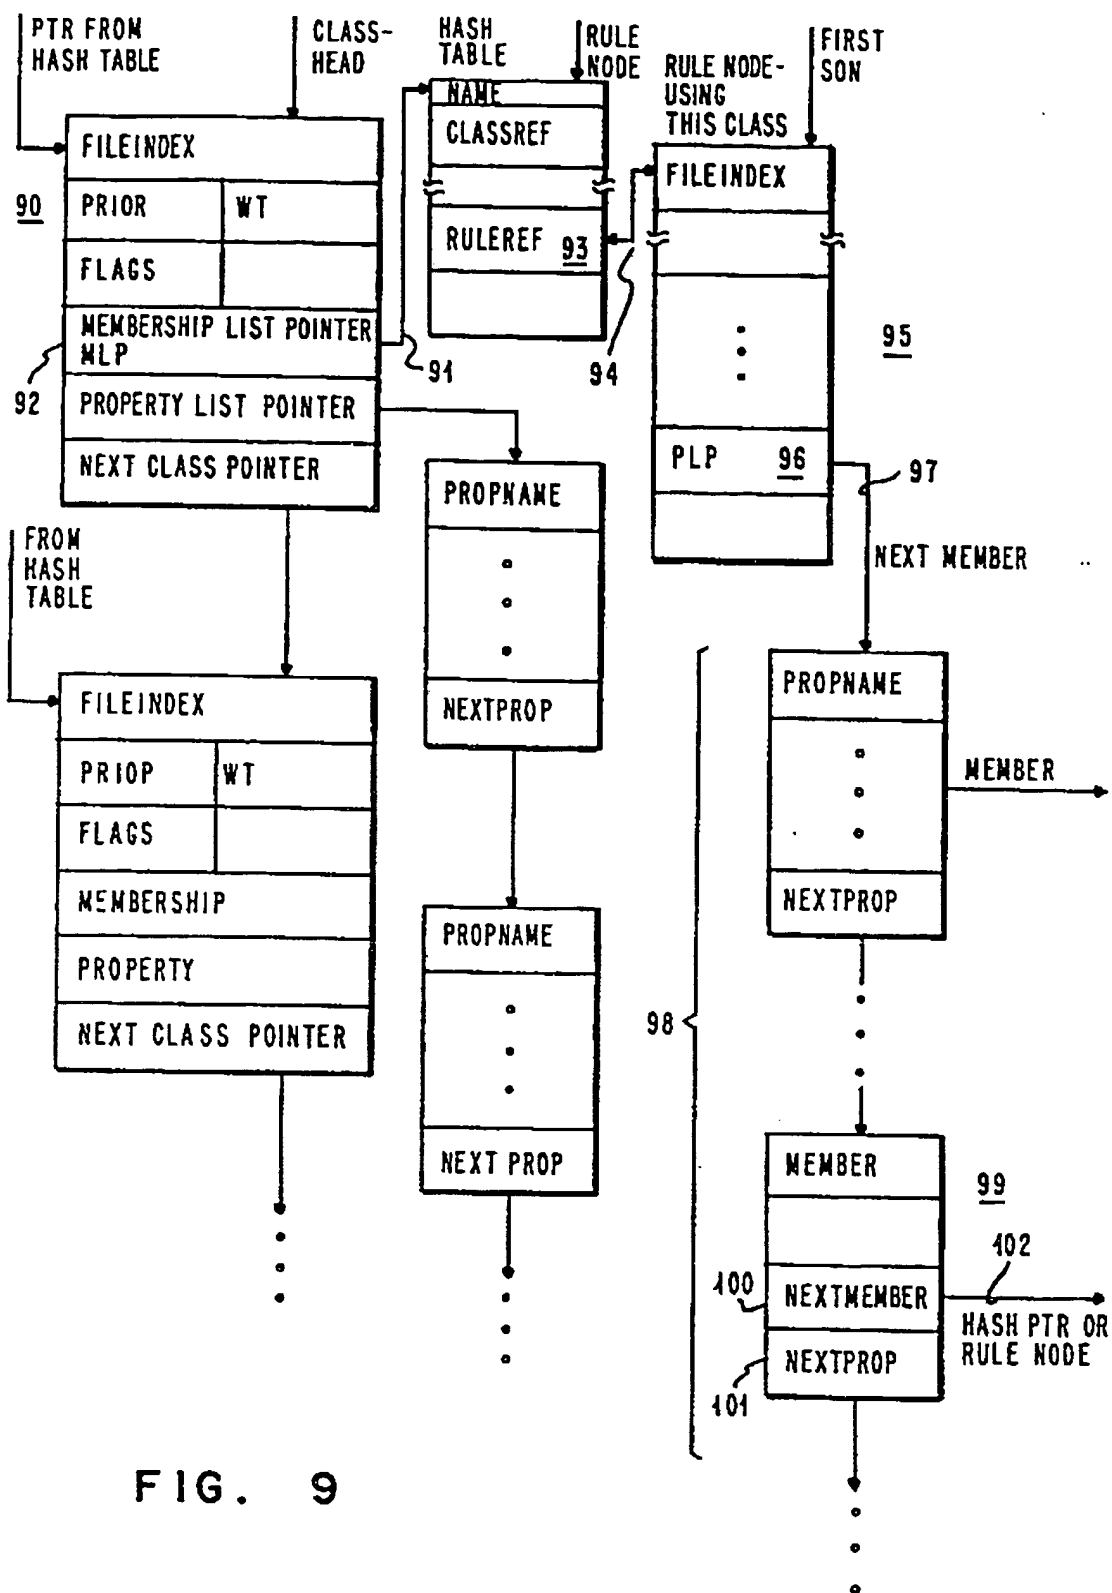 PTR FROM
HASH TABLE
CLASS-
HEAD
HASH
TABLE
RULE
NODE
RULE NODE-
USING
THIS CLASS
FIRST
SON
FILEINDEX
90
PRIOR
WT
FLAGS
MEMBERSHIP LIST POINTER
MLP
92
PROPERTY LIST POINTER
NEXT CLASS POINTER
NAME
CLASSREF
RULEREF 93
91
94
FILEINDEX
95
PLP 96
97
NEXT MEMBER
FROM
HASH
TABLE
FILEINDEX
PRIOP
WT
FLAGS
MEMBERSHIP
PROPERTY
NEXT CLASS POINTER
PROPNAME
NEXTPROP
PROPNAME
NEXT PROP
98
PROPNAME
MEMBER
NEXTPROP
MEMBER
99
102
100
NEXTMEMBER
HASH PTR OR
RULE NODE
NEXTPROP
101
FIG. 9